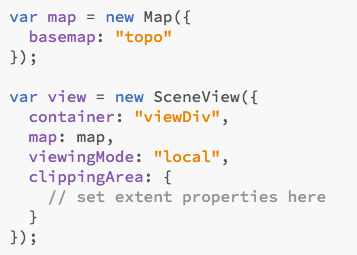 var map = new Map({
  basemap: "topo"
});

var view = new SceneView({
  container: "viewDiv",
  map: map,
  viewingMode: "local",
  clippingArea: {
    // set extent properties here
  }
});